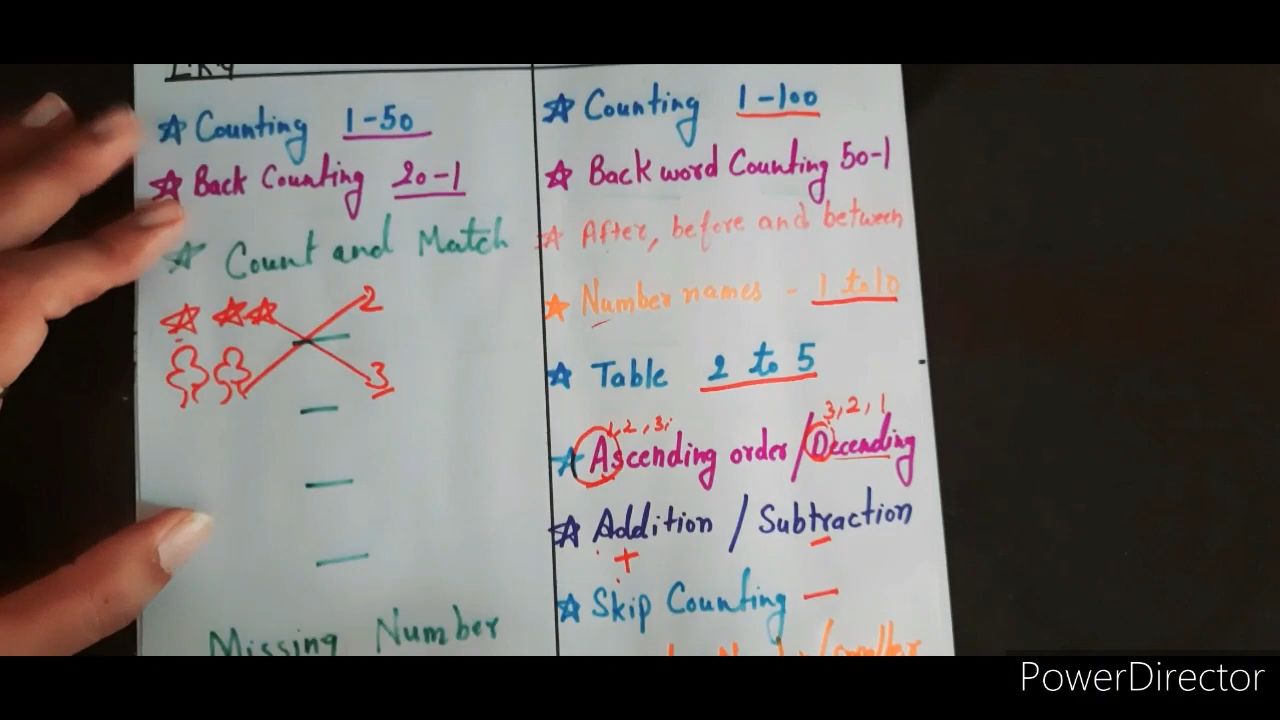 Counting 1-50
Back Counting 20-1
Count and Match
2
3
Missing Number
Counting 1-100
Back word Counting 50-1
After, before and between
Number names - 1 to 10
Table 2 to 5
1, 2, 3, 3, 2, 1
Ascending order / Decending
Addition / Subtraction
+ -
Skip Counting -
PowerDirector